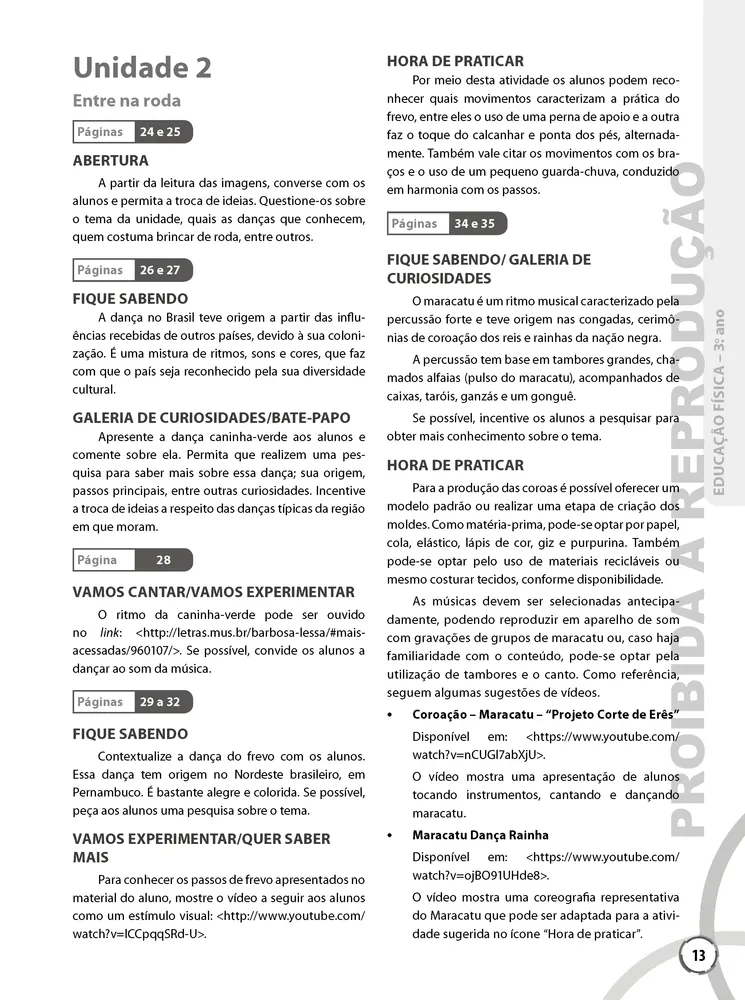 Unidade 2
Entre na roda
Páginas 24 e 25
ABERTURA
A partir da leitura das imagens, converse com os
alunos e permita a troca de ideias. Questione-os sobre
o tema da unidade, quais as danças que conhecem,
quem costuma brincar de roda, entre outros.
Páginas 26 e 27
FIQUE SABENDO
A dança no Brasil teve origem a partir das influ-
ências recebidas de outros países, devido à sua coloni-
zação. É uma mistura de ritmos, sons e cores, que faz
com que o país seja reconhecido pela sua diversidade
cultural.
GALERIA DE CURIOSIDADES/BATE-PAPO
Apresente a dança caninha-verde aos alunos e
comente sobre ela. Permita que realizem uma pes-
quisa para saber mais sobre essa dança; sua origem,
passos principais, entre outras curiosidades. Incentive
a troca de ideias a respeito das danças típicas da região
em que moram.
Página 28
VAMOS CANTAR/VAMOS EXPERIMENTAR
O ritmo da caninha-verde pode ser ouvido
no link: <http://letras.mus.br/barbosa-lessa/#mais-
acessadas/960107/>. Se possível, convide os alunos a
dançar ao som da música.
Páginas 29 a 32
FIQUE SABENDO
Contextualize a dança do frevo com os alunos.
Essa dança tem origem no Nordeste brasileiro, em
Pernambuco. É bastante alegre e colorida. Se possível,
peça aos alunos uma pesquisa sobre o tema.
VAMOS EXPERIMENTAR/QUER SABER
MAIS
Para conhecer os passos de frevo apresentados no
material do aluno, mostre o vídeo a seguir aos alunos
como um estímulo visual: <http://www.youtube.com/
watch?v=lCCpqqSRd-U>.
HORA DE PRATICAR
Por meio desta atividade os alunos podem reco-
nhecer quais movimentos caracterizam a prática do
frevo, entre eles o uso de uma perna de apoio e a outra
faz o toque do calcanhar e ponta dos pés, alternada-
mente. Também vale citar os movimentos com os bra-
ços e o uso de um pequeno guarda-chuva, conduzido
em harmonia com os passos.
Páginas 34 e 35
FIQUE SABENDO/ GALERIA DE
CURIOSIDADES
O maracatu é um ritmo musical caracterizado pela
percussão forte e teve origem nas congadas, cerimô-
nias de coroação dos reis e rainhas da nação negra.
A percussão tem base em tambores grandes, cha-
mados alfaias (pulso do maracatu), acompanhados de
caixas, taróis, ganzás e um gonguê.
Se possível, incentive os alunos a pesquisar para
obter mais conhecimento sobre o tema.
HORA DE PRATICAR
Para a produção das coroas é possível oferecer um
modelo padrão ou realizar uma etapa de criação dos
moldes. Como matéria-prima, pode-se optar por papel,
cola, elástico, lápis de cor, giz e purpurina. Também
pode-se optar pelo uso de materiais recicláveis ou
mesmo costurar tecidos, conforme disponibilidade.
As músicas devem ser selecionadas antecipa-
damente, podendo reproduzir em aparelho de som
com gravações de grupos de maracatu ou, caso haja
familiaridade com o conteúdo, pode-se optar pela
utilização de tambores e o canto. Como referência,
seguem algumas sugestões de vídeos.
• Coroação – Maracatu – “Projeto Corte de Erês”
Disponível em: <https://www.youtube.com/
watch?v=nCUGl7abXjU>.
O vídeo mostra uma apresentação de alunos
tocando instrumentos, cantando e dançando
maracatu.
• Maracatu Dança Rainha
Disponível em: <https://www.youtube.com/
watch?v=ojBO91UHde8>.
O vídeo mostra uma coreografia representativa
do Maracatu que pode ser adaptada para a ativi-
dade sugerida no ícone “Hora de praticar”.
PROIBIDA A REPRODUÇÃO
EDUCAÇÃO FÍSICA – 3º. ano
13